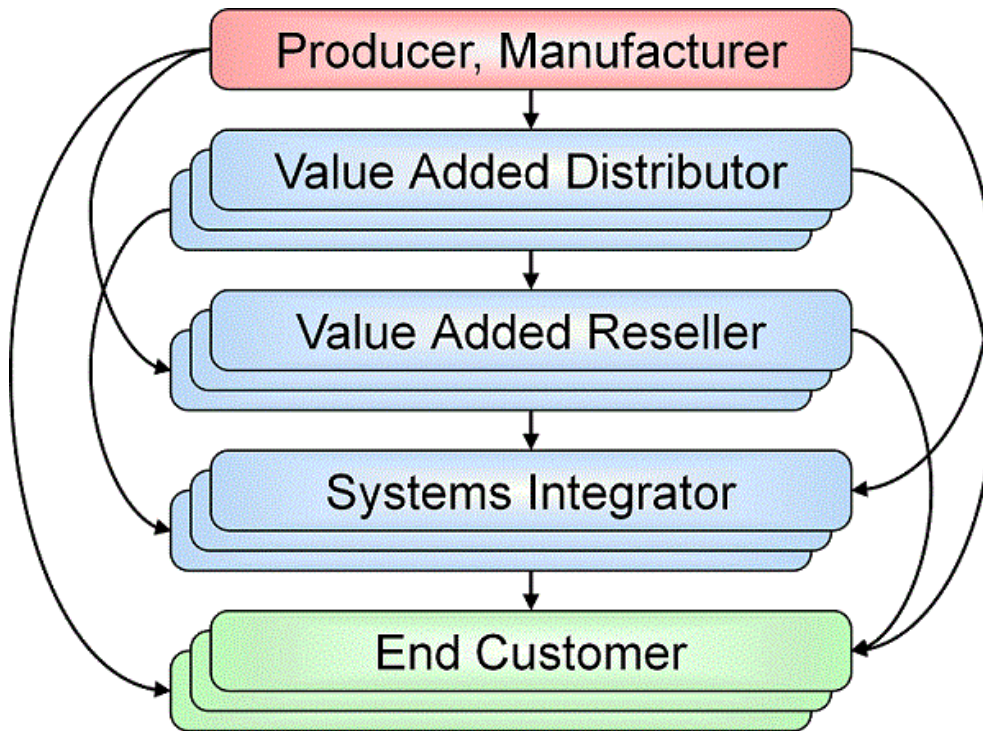 Producer, Manufacturer
Value Added Distributor
Value Added Reseller
Systems Integrator
End Customer